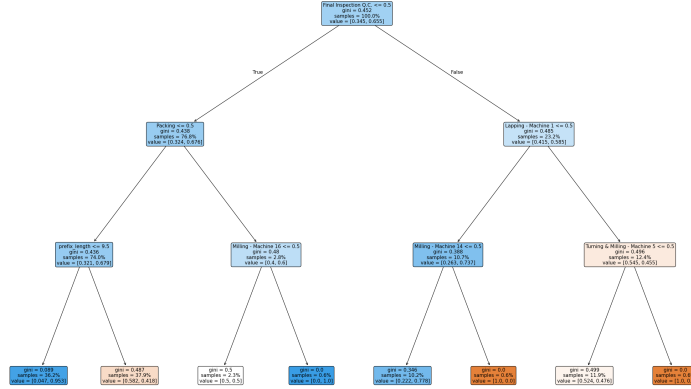 Final Inspection Q.C. <= 0.5
gini = 0.452
samples = 100.0%
value = [0.345, 0.655]
True
False
Packing <= 0.5
gini = 0.438
samples = 76.8%
value = [0.324, 0.676]
Lapping - Machine 1 <= 0.5
gini = 0.485
samples = 23.2%
value = [0.415, 0.585]
prefix_length <= 9.5
gini = 0.436
samples = 74.0%
value = [0.321, 0.679]
Milling - Machine 16 <= 0.5
gini = 0.48
samples = 2.8%
value = [0.4, 0.6]
Milling - Machine 14 <= 0.5
gini = 0.388
samples = 10.7%
value = [0.263, 0.737]
Turning & Milling - Machine 5 <= 0.5
gini = 0.496
samples = 12.4%
value = [0.545, 0.455]
gini = 0.089
samples = 36.2%
value = [0.047, 0.953]
gini = 0.487
samples = 37.9%
value = [0.582, 0.418]
gini = 0.5
samples = 2.3%
value = [0.5, 0.5]
gini = 0.0
samples = 0.6%
value = [0.0, 1.0]
gini = 0.346
samples = 10.2%
value = [0.222, 0.778]
gini = 0.0
samples = 0.6%
value = [1.0, 0.0]
gini = 0.499
samples = 11.9%
value = [0.524, 0.476]
gini = 0.0
samples = 0.6
value = [1.0, 0